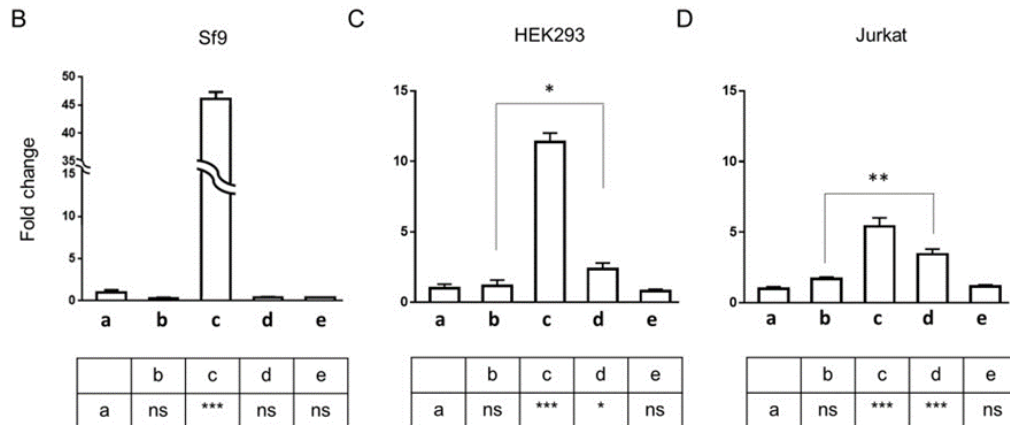 B
Sf9
Fold change
50
45
40
35
15
10
5
0
a b c d e
b c d e
a ns *** ns ns
C
HEK293
*
15
10
5
0
a b c d e
b c d e
a ns *** * ns
D
Jurkat
**
15
10
5
0
a b c d e
b c d e
a ns *** *** ns